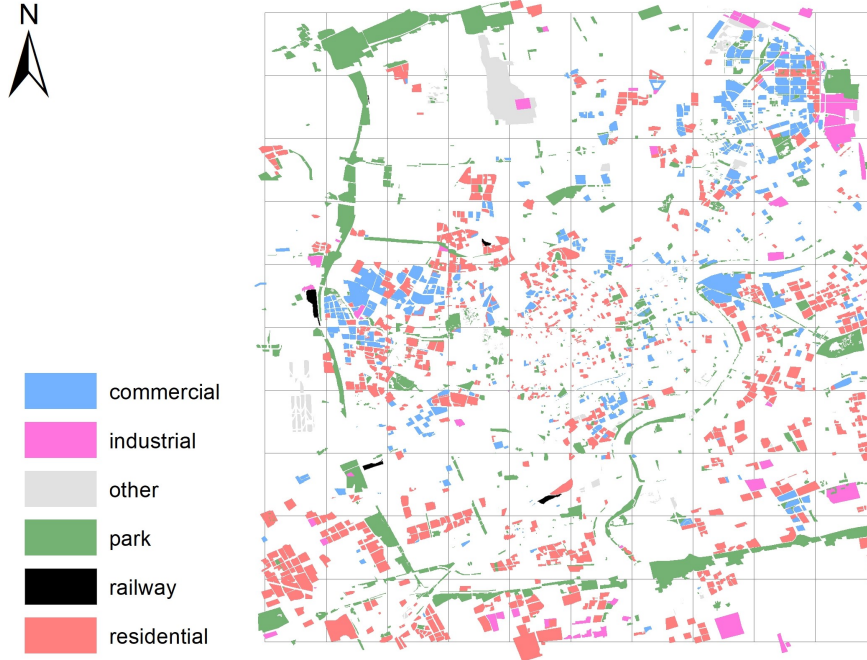 N
commercial
industrial
other
park
railway
residential